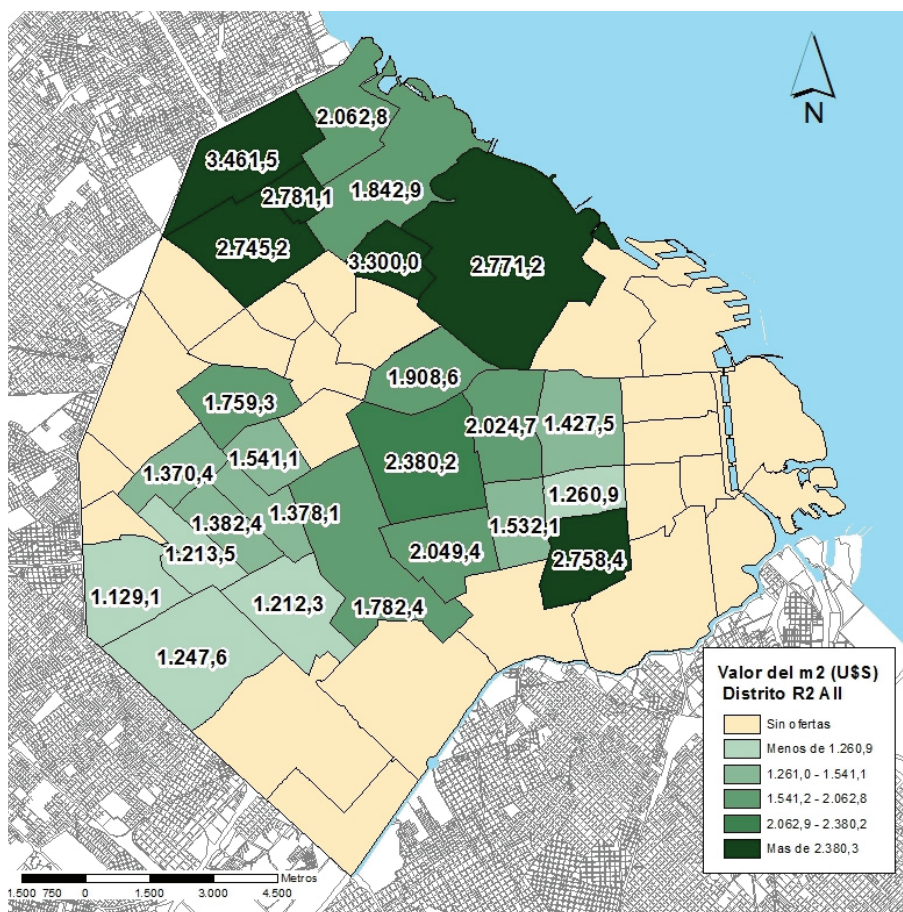 N
2.062,8
3.461,5
2.781,1
1.842,9
2.745,2
3.300,0
2.771,2
1.908,6
1.759,3
2.024,7
1.427,5
1.541,1
1.370,4
2.380,2
1.260,9
1.382,4
1.378,1
1.532,1
1.213,5
2.049,4
2.758,4
1.129,1
1.212,3
1.782,4
1.247,6
Valor del m2 (U$S)
Distrito R2 AII
Sin ofertas
Menos de 1.260,9
1.261,0 - 1.541,1
1.541,2 - 2.062,8
2.062,9 - 2.380,2
Mas de 2.380,3
Metros
1.500 750 0 1.500 3.000 4.500